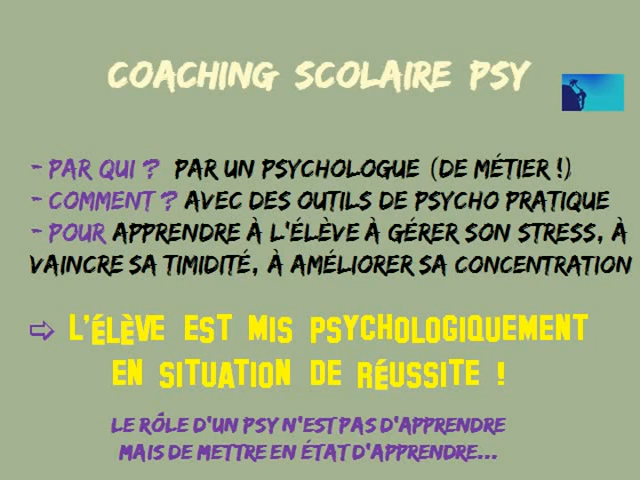 COACHING SCOLAIRE PSY
- PAR QUI ? PAR UN PSYCHOLOGUE (DE MÉTIER !)
- COMMENT ? AVEC DES OUTILS DE PSYCHO PRATIQUE
- POUR APPRENDRE À L'ÉLÈVE À GÉRER SON STRESS, À
VAINCRE SA TIMIDITÉ, À AMÉLIORER SA CONCENTRATION
⇨ L'ÉLÈVE EST MIS PSYCHOLOGIQUEMENT
EN SITUATION DE RÉUSSITE !
LE RÔLE D'UN PSY N'EST PAS D'APPRENDRE
MAIS DE METTRE EN ÉTAT D'APPRENDRE...